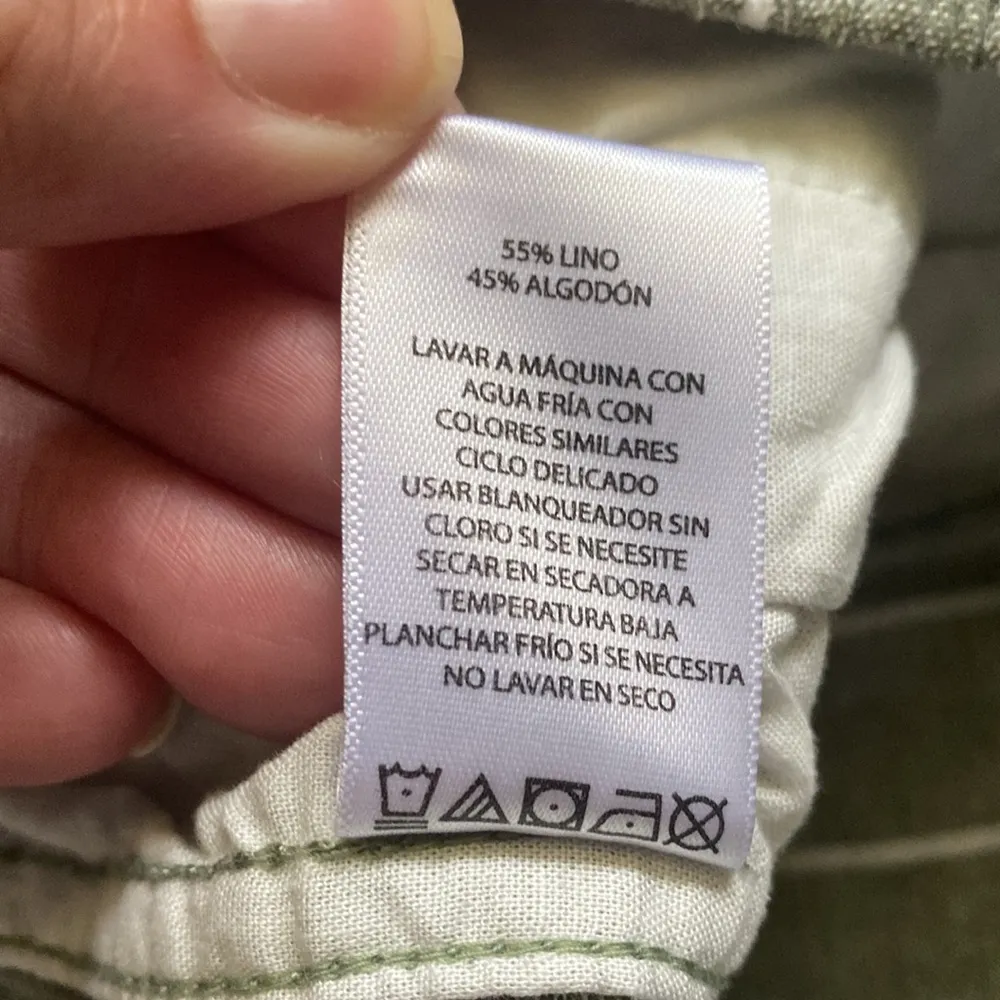 55% LINO
45% ALGODÓN
LAVAR A MÁQUINA CON
AGUA FRÍA CON
COLORES SIMILARES
CICLO DELICADO
USAR BLANQUEADOR SIN
CLORO SI SE NECESITE
SECAR EN SECADORA A
TEMPERATURA BAJA
PLANCHAR FRÍO SI SE NECESITA
NO LAVAR EN SECO